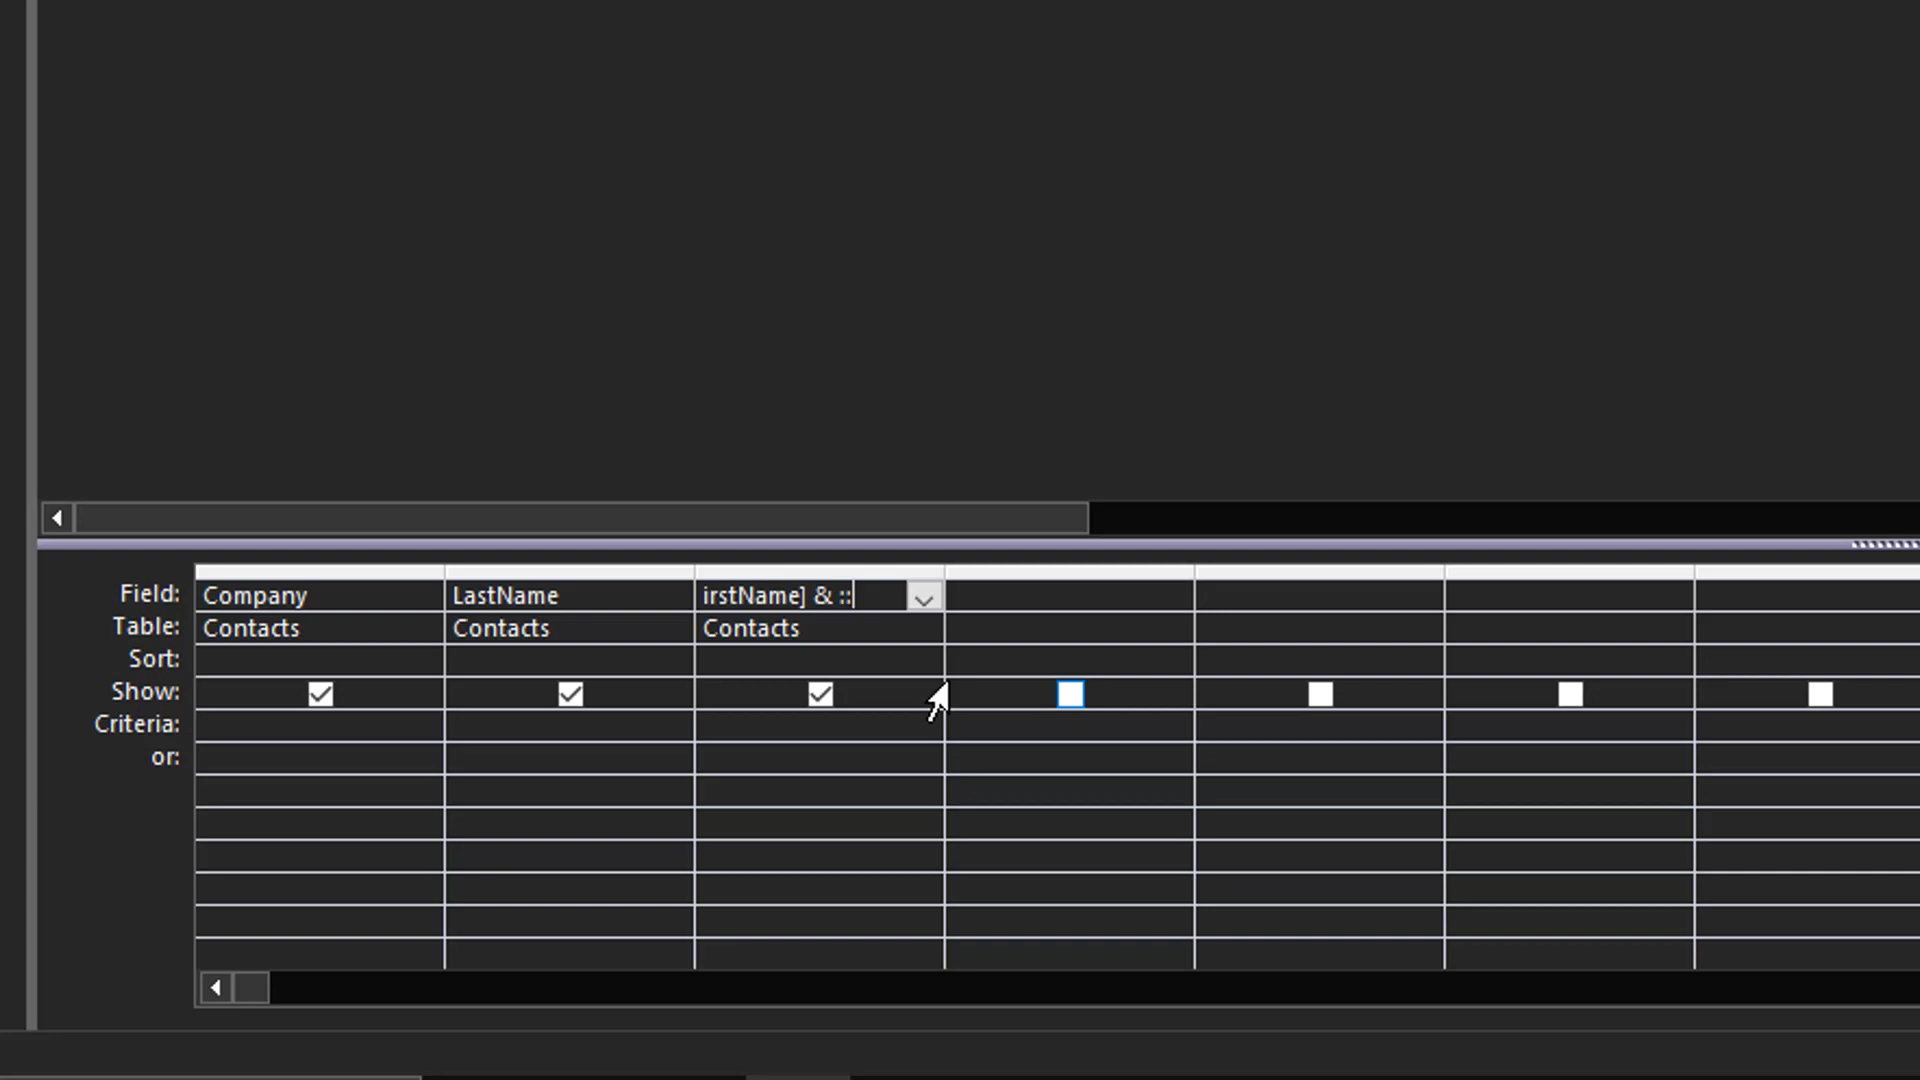 Field: Company LastName irstName] & ::
Table: Contacts Contacts Contacts
Sort:
Show:
Criteria:
or: